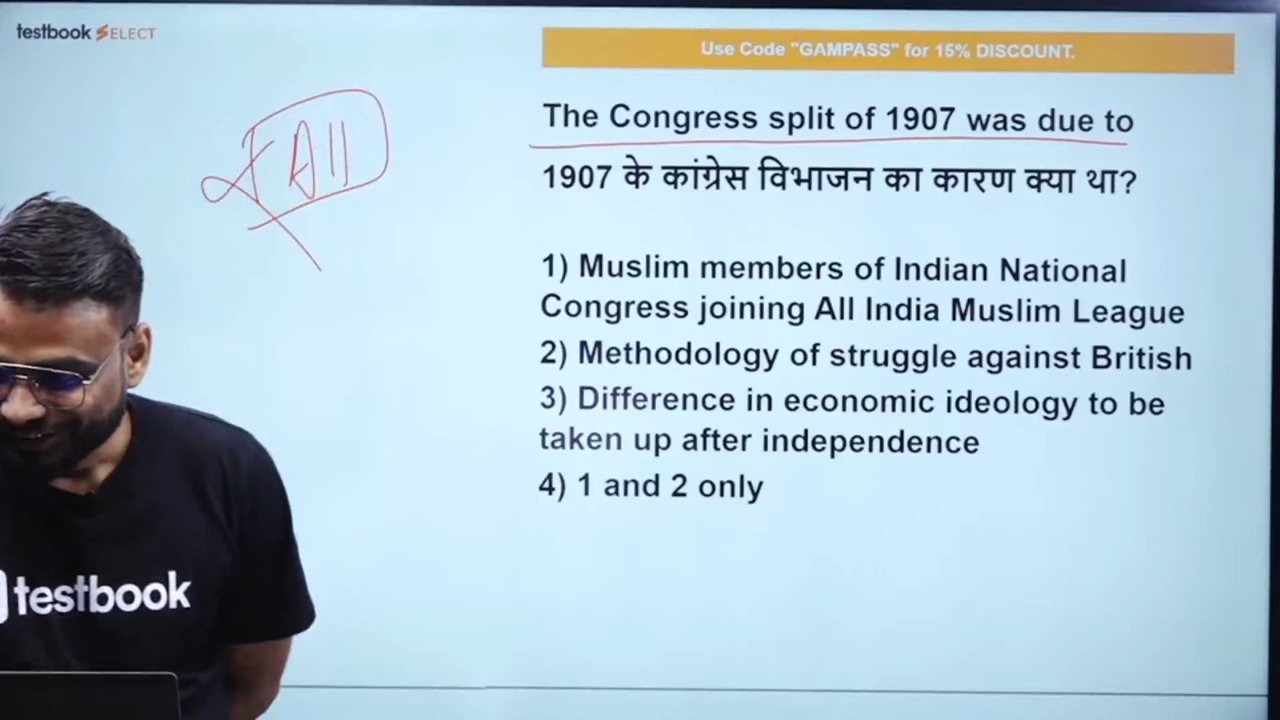 testbook SELECT
Use Code "GAMPASS" for 15% DISCOUNT.
All
The Congress split of 1907 was due to
1907 के कांग्रेस विभाजन का कारण क्या था?
1) Muslim members of Indian National
Congress joining All India Muslim League
2) Methodology of struggle against British
3) Difference in economic ideology to be
taken up after independence
4) 1 and 2 only
testbook